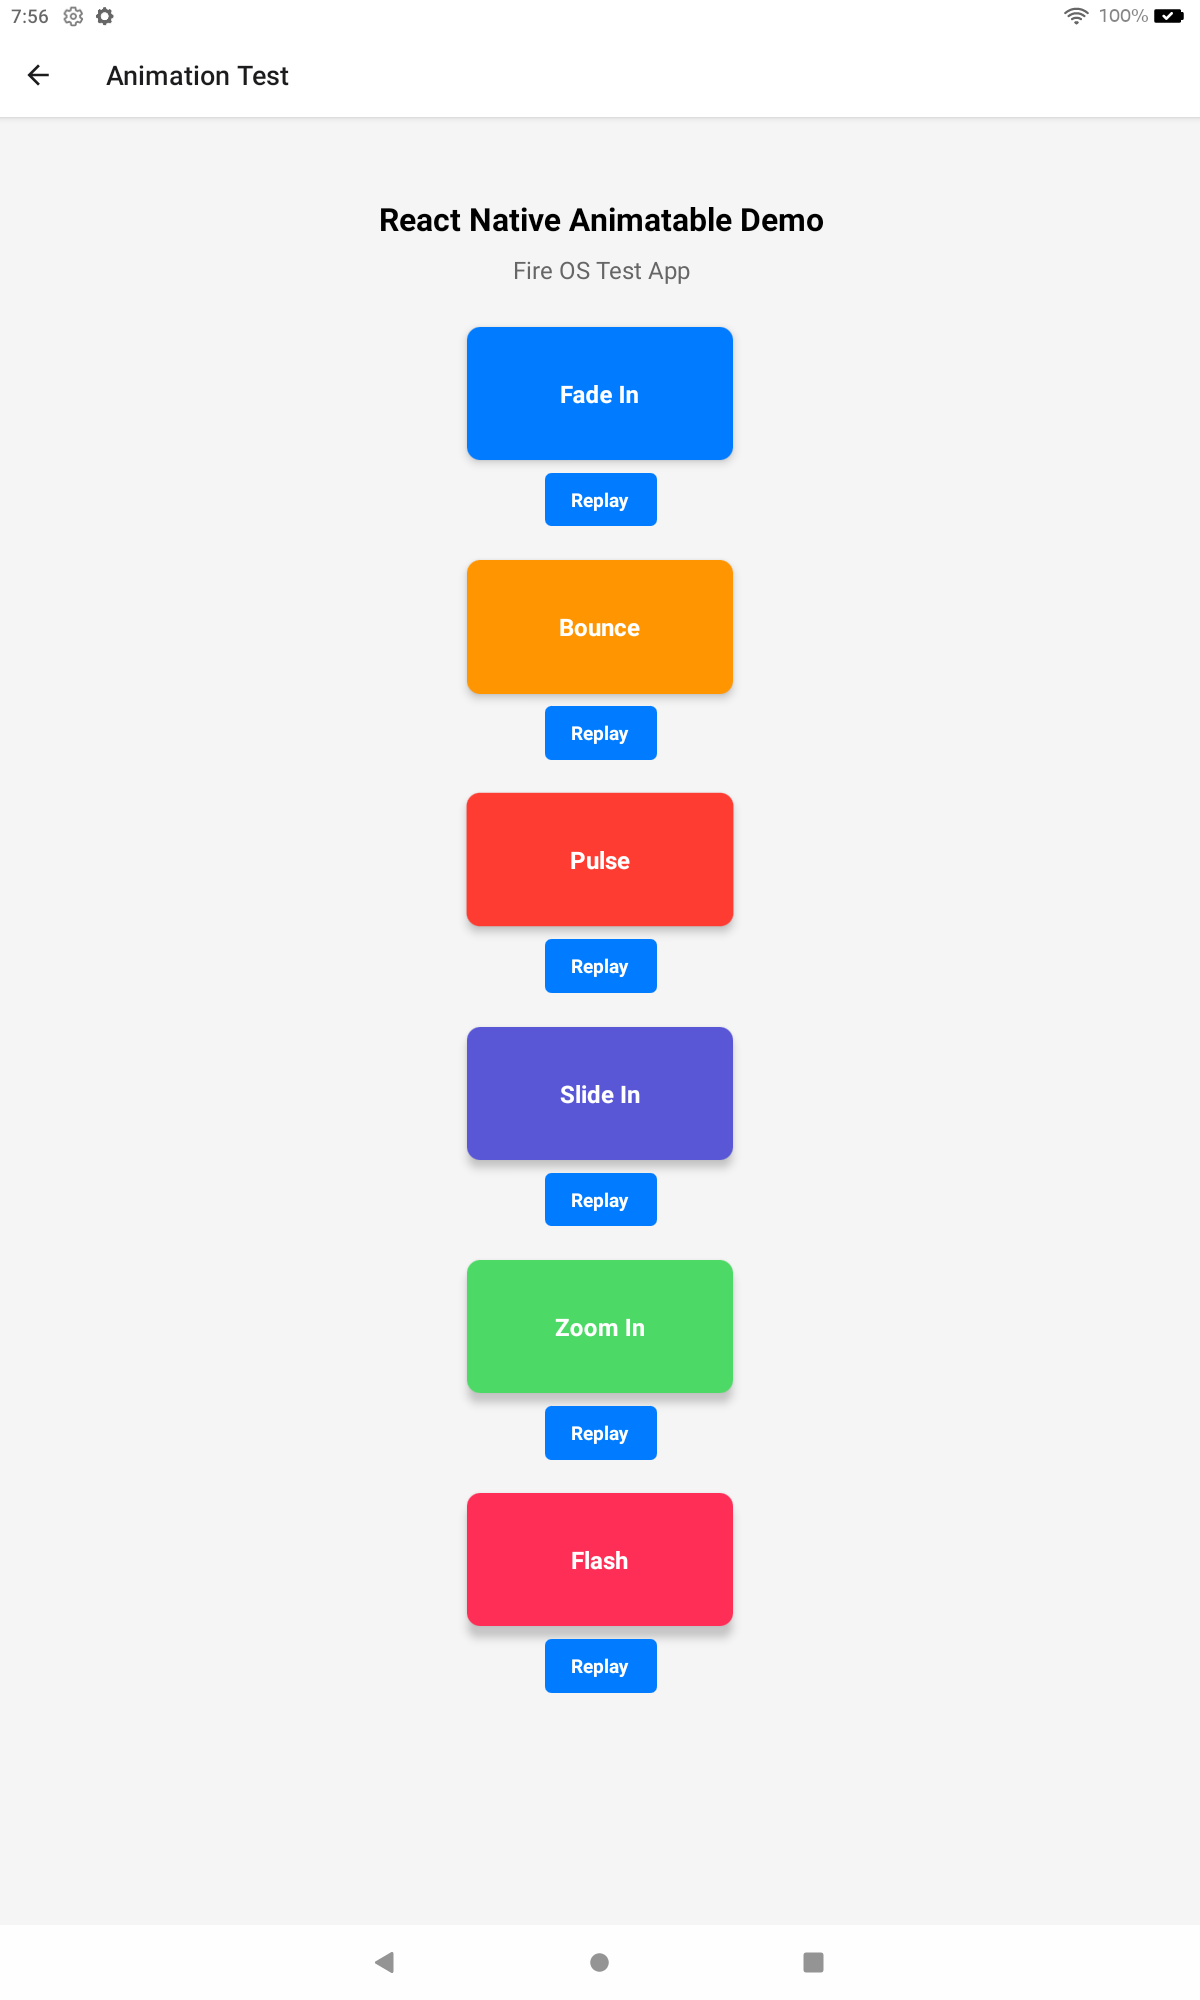 7:56 100%
Animation Test
React Native Animatable Demo
Fire OS Test App
Fade In
Replay
Bounce
Replay
Pulse
Replay
Slide In
Replay
Zoom In
Replay
Flash
Replay